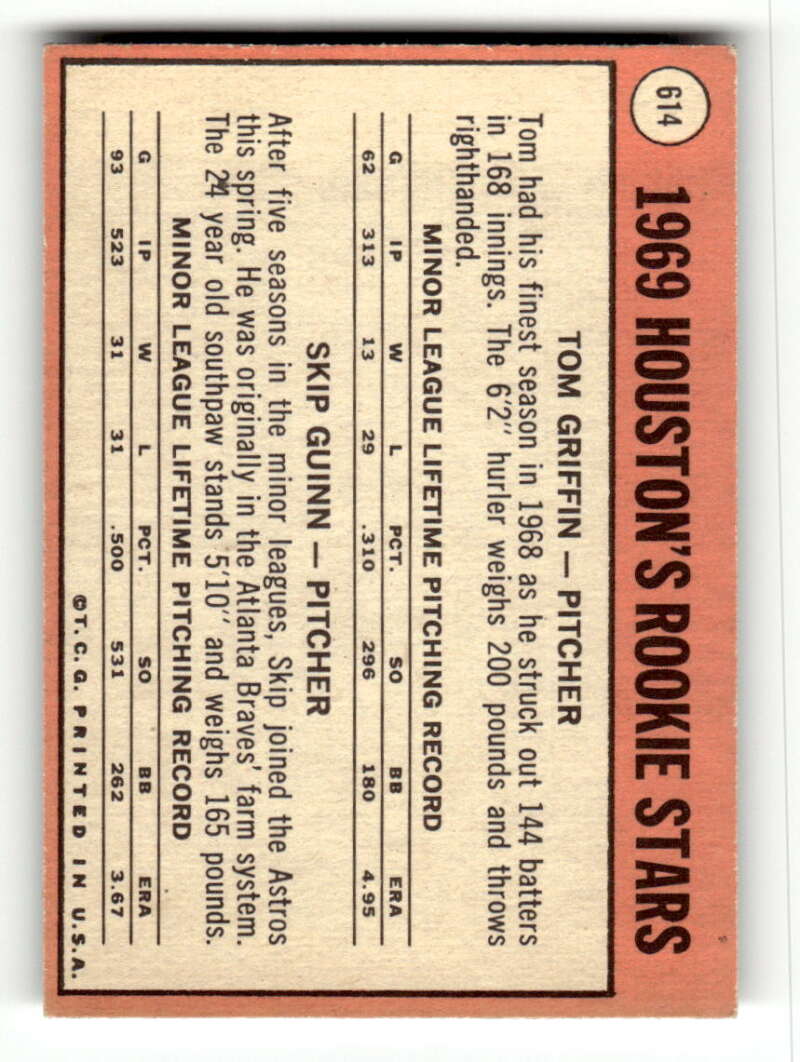 614
1969 HOUSTON'S ROOKIE STARS
TOM GRIFFIN — PITCHER
Tom had his finest season in 1968 as he struck out 144 batters
in 168 innings. The 6'2" hurler weighs 200 pounds and throws
righthanded.
MINOR LEAGUE LIFETIME PITCHING RECORD
G IP W L PCT. SO BB ERA
62 313 13 29 .310 296 180 4.95
SKIP GUINN — PITCHER
After five seasons in the minor leagues, Skip joined the Astros
this spring. He was originally in the Atlanta Braves' farm system.
The 24 year old southpaw stands 5'10" and weighs 165 pounds.
MINOR LEAGUE LIFETIME PITCHING RECORD
G IP W L PCT. SO BB ERA
93 523 31 31 .500 531 262 3.67
©T.C.G. PRINTED IN U.S.A.